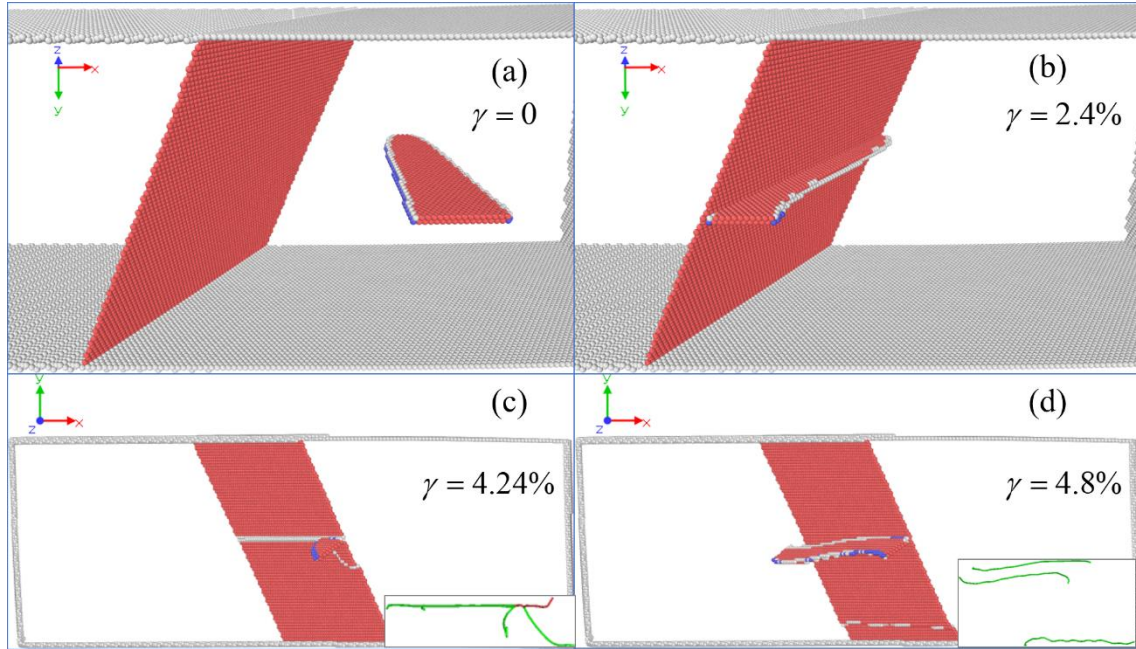 z
x
y
(a)
γ = 0
z
x
y
(b)
γ = 2.4%
y
z
x
(c)
γ = 4.24%
y
z
x
(d)
γ = 4.8%